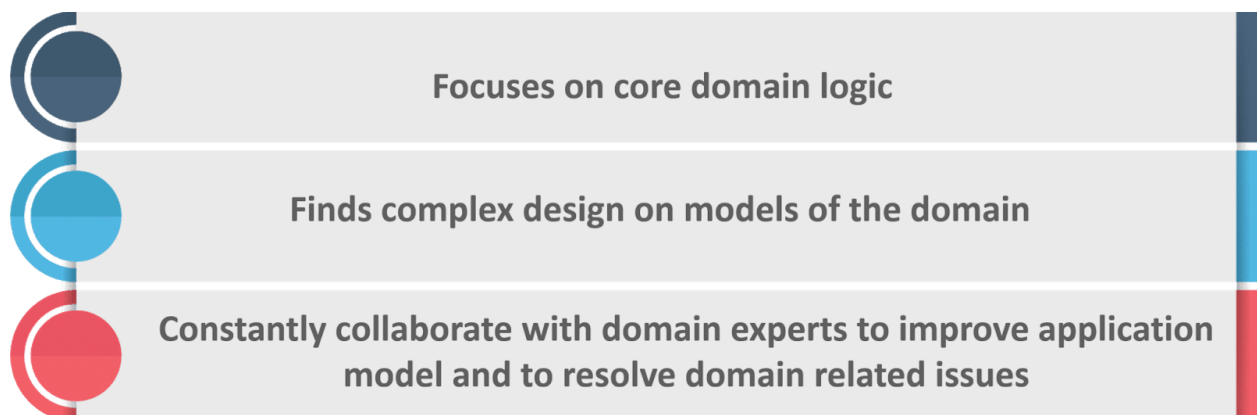 Focuses on core domain logic
Finds complex design on models of the domain
Constantly collaborate with domain experts to improve application
model and to resolve domain related issues